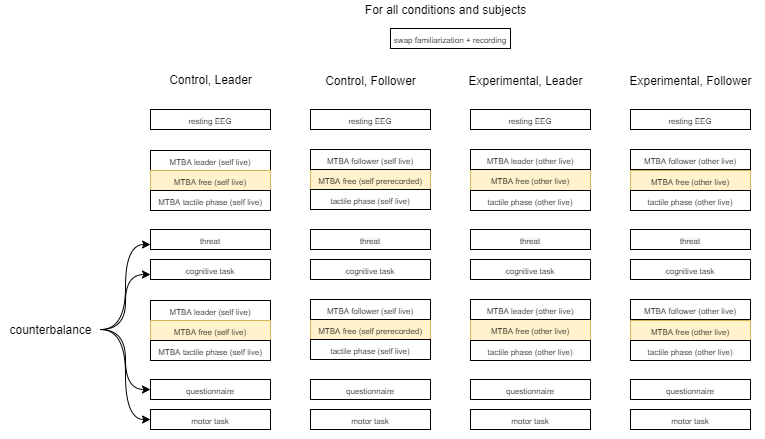 For all conditions and subjects
swap familiarization + recording
Control, Leader
Control, Follower
Experimental, Leader
Experimental, Follower
resting EEG
resting EEG
resting EEG
resting EEG
MTBA leader (self live)
MTBA follower (self live)
MTBA leader (other live)
MTBA follower (other live)
MTBA free (self live)
MTBA free (self prerecorded)
MTBA free (other live)
MTBA free (other live)
MTBA tactile phase (self live)
tactile phase (self live)
tactile phase (other live)
tactile phase (other live)
threat
threat
threat
threat
cognitive task
cognitive task
cognitive task
cognitive task
counterbalance
MTBA leader (self live)
MTBA follower (self live)
MTBA leader (other live)
MTBA follower (other live)
MTBA free (self live)
MTBA free (self prerecorded)
MTBA free (other live)
MTBA free (other live)
MTBA tactile phase (self live)
tactile phase (self live)
tactile phase (other live)
tactile phase (other live)
questionnaire
questionnaire
questionnaire
questionnaire
motor task
motor task
motor task
motor task